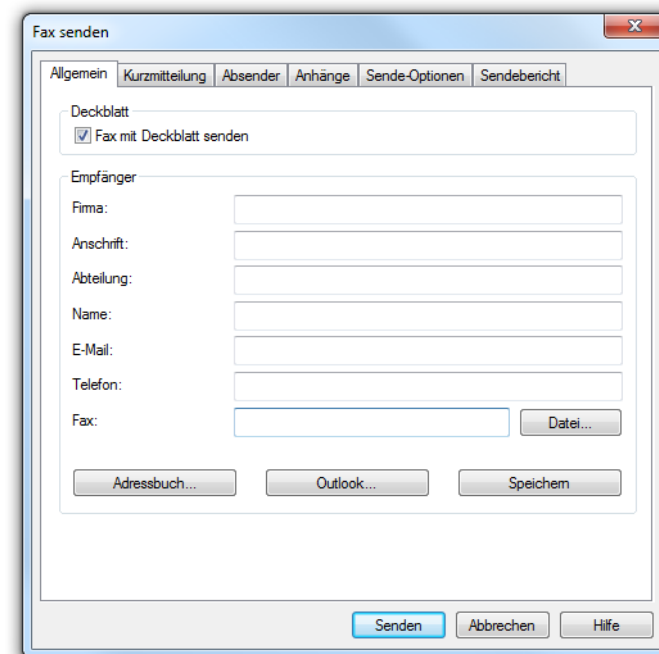 Fax senden
Allgemein Kurzmitteilung Absender Anhänge Sende-Optionen Sendebericht
Deckblatt
Fax mit Deckblatt senden
Empfänger
Firma:
Anschrift:
Abteilung:
Name:
E-Mail:
Telefon:
Fax: Datei...
Adressbuch... Outlook... Speichern
Senden Abbrechen Hilfe